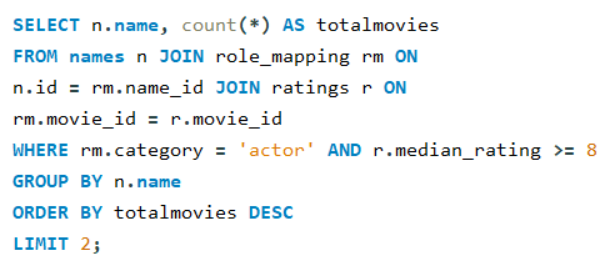 SELECT n.name, count(*) AS totalmovies
FROM names n JOIN role_mapping rm ON
n.id = rm.name_id JOIN ratings r ON
rm.movie_id = r.movie_id
WHERE rm.category = 'actor' AND r.median_rating >= 8
GROUP BY n.name
ORDER BY totalmovies DESC
LIMIT 2;